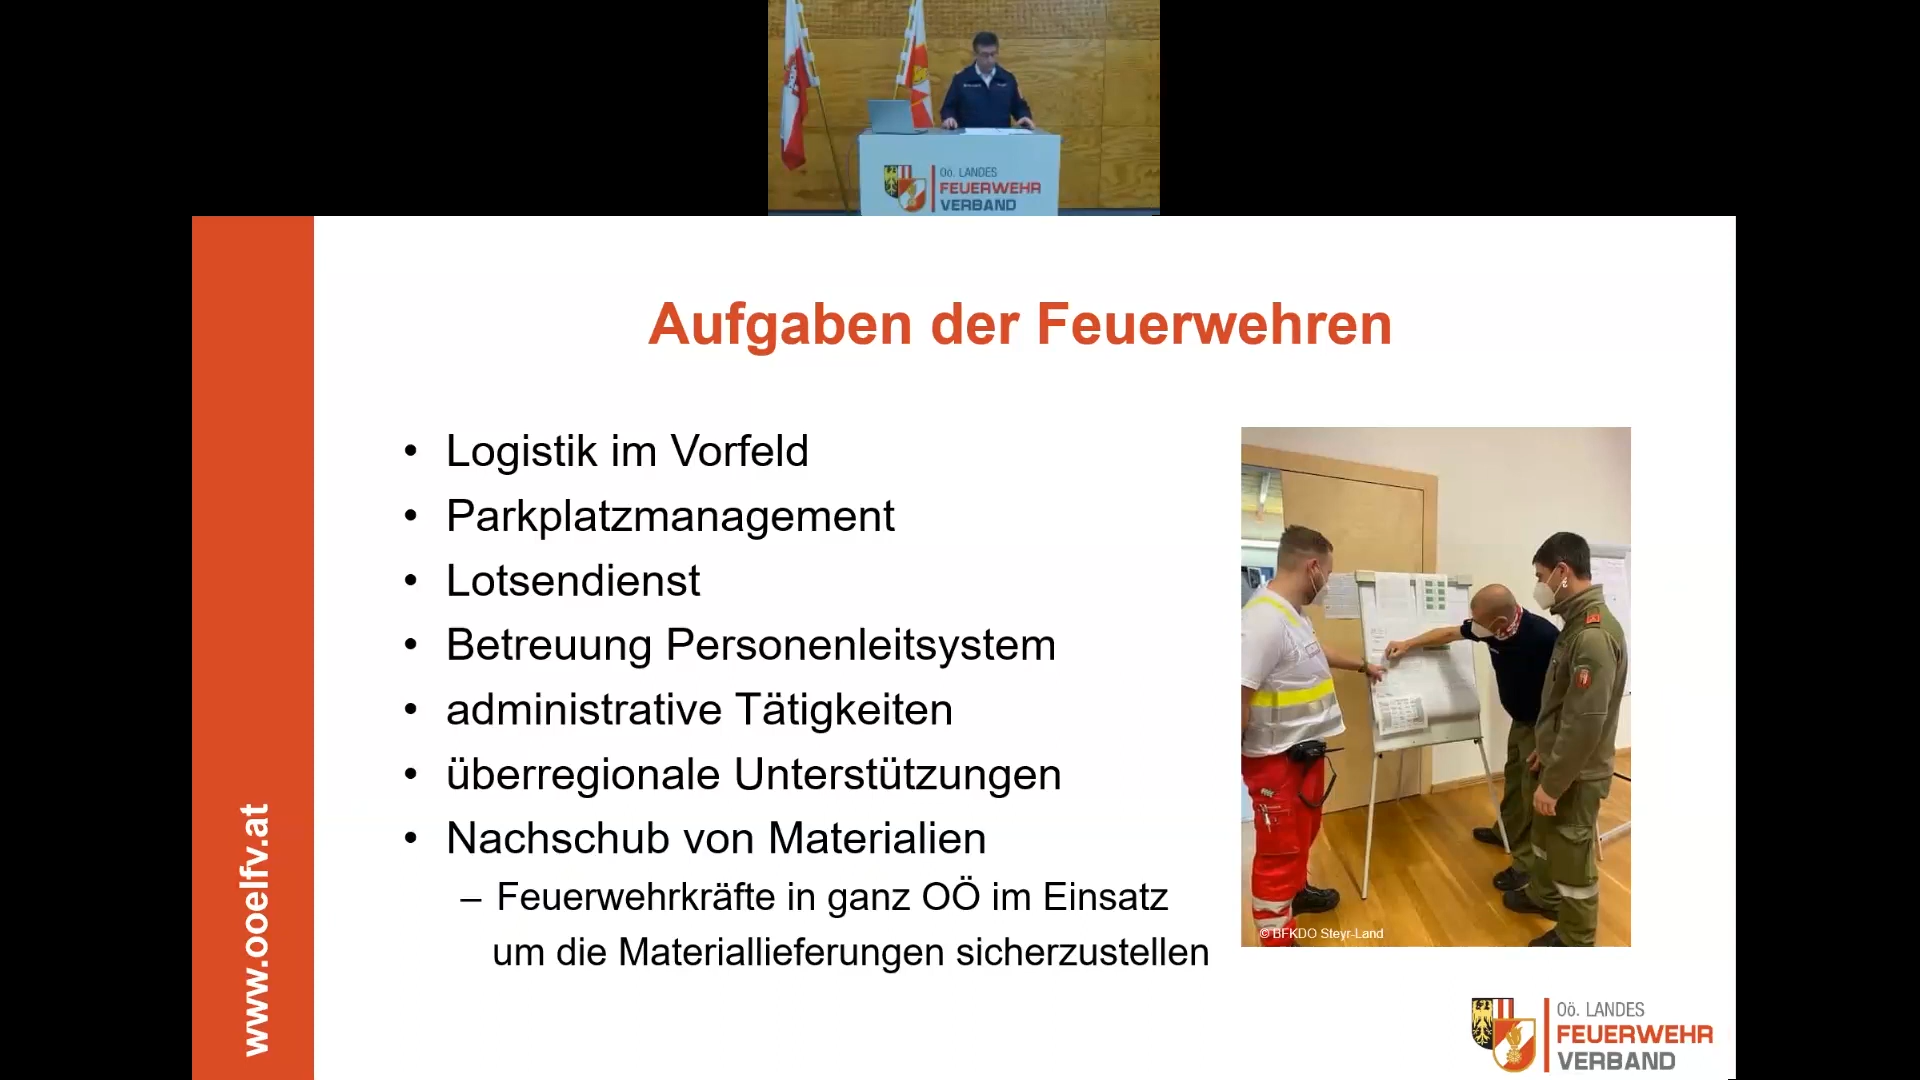 OÖ. LANDES
FEUERWEHR
VERBAND
Aufgaben der Feuerwehren
• Logistik im Vorfeld
• Parkplatzmanagement
• Lotsendienst
• Betreuung Personenleitsystem
• administrative Tätigkeiten
• überregionale Unterstützungen
• Nachschub von Materialien
– Feuerwehrkräfte in ganz OÖ im Einsatz
um die Materiallieferungen sicherzustellen
© BFKDO Steyr-Land
www.ooelfv.at
Oö. LANDES
FEUERWEHR
VERBAND